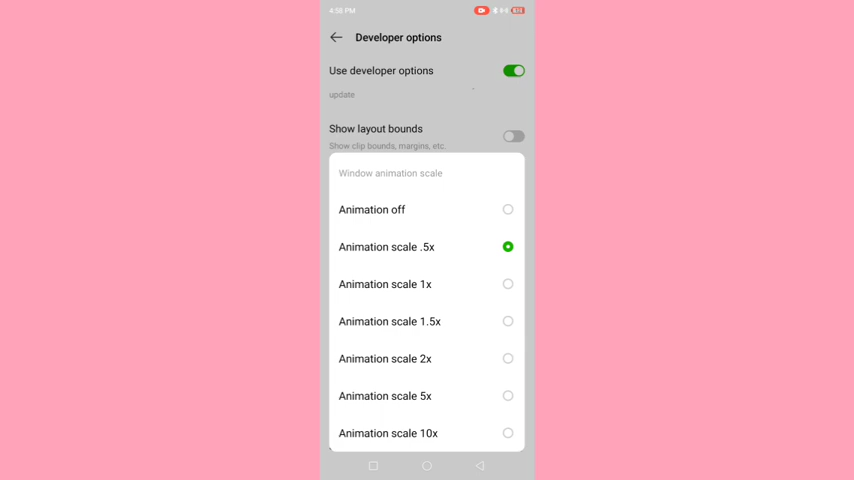 4:56 PM
Developer options
Use developer options
update
Show layout bounds
Show clip bounds, margins, etc.
Window animation scale
Animation off
Animation scale .5x
Animation scale 1x
Animation scale 1.5x
Animation scale 2x
Animation scale 5x
Animation scale 10x